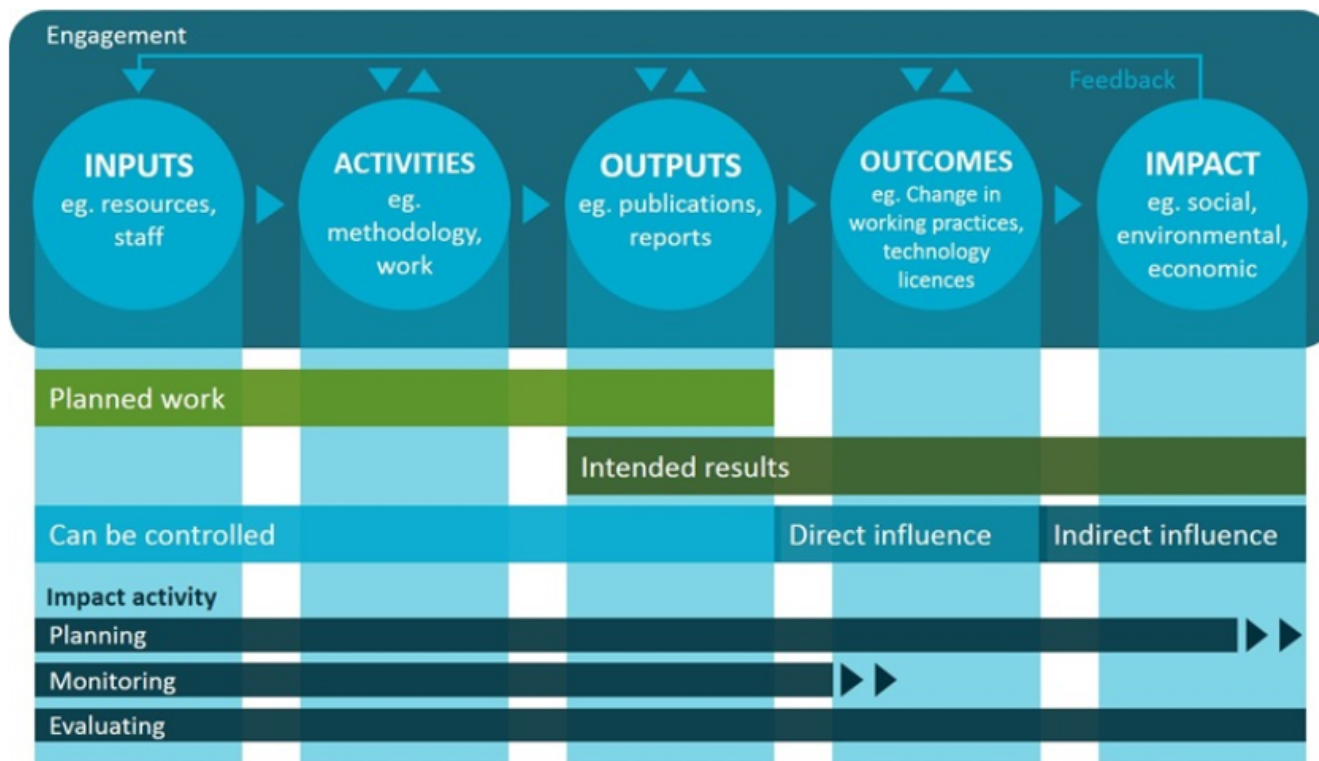 Engagement
Feedback
INPUTS
eg. resources,
staff
ACTIVITIES
eg.
methodology,
work
OUTPUTS
eg. publications,
reports
OUTCOMES
eg. Change in
working practices,
technology
licences
IMPACT
eg. social,
environmental,
economic
Planned work
Intended results
Can be controlled
Direct influence
Indirect influence
Impact activity
Planning
Monitoring
Evaluating